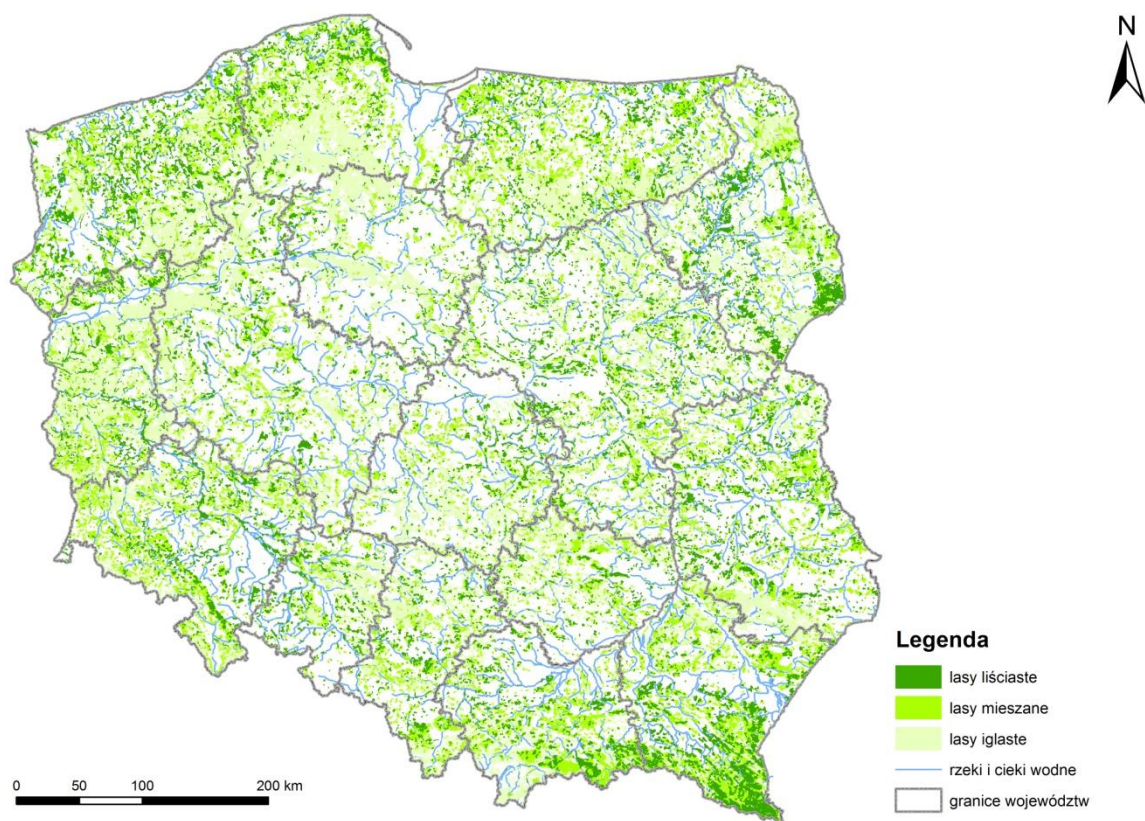 N
Legenda
lasy liściaste
lasy mieszane
lasy iglaste
rzeki i cieki wodne
granice województw
0 50 100 200 km